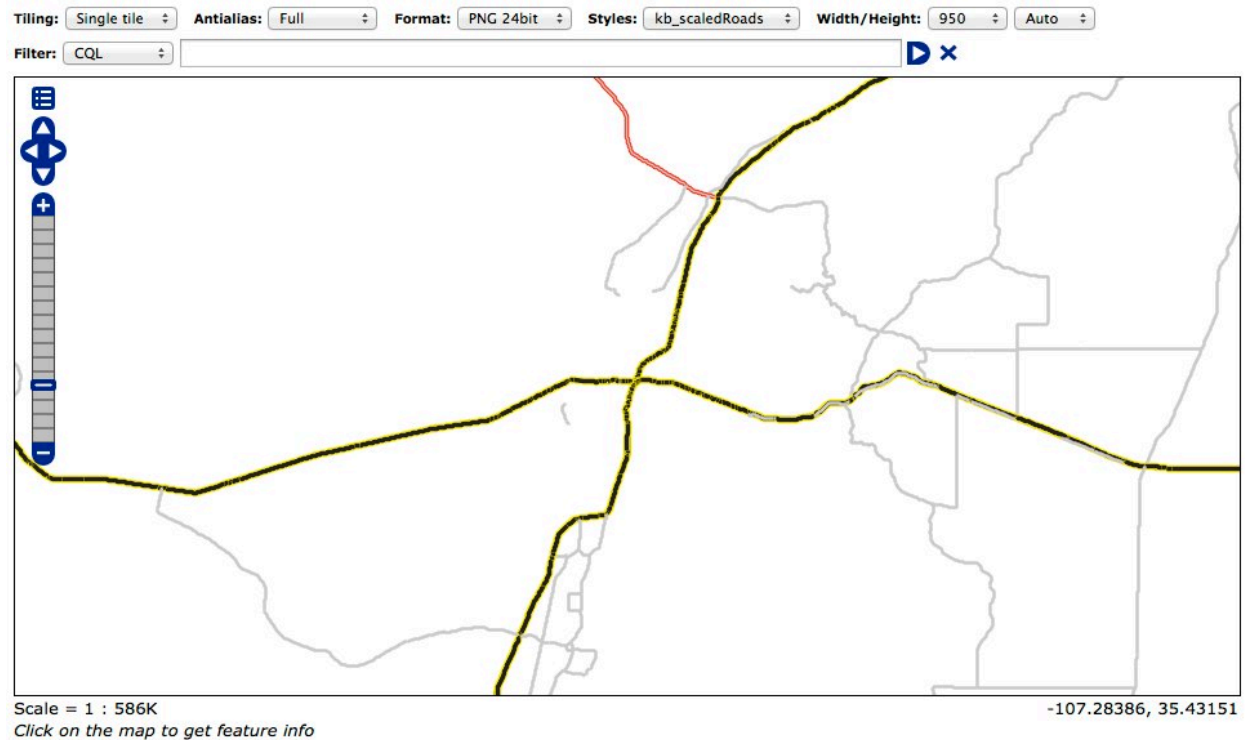 Tiling: Single tile Antialias: Full Format: PNG 24bit Styles: kb_scaledRoads Width/Height: 950 Auto
Filter: CQL
Scale = 1 : 586K -107.28386, 35.43151
Click on the map to get feature info